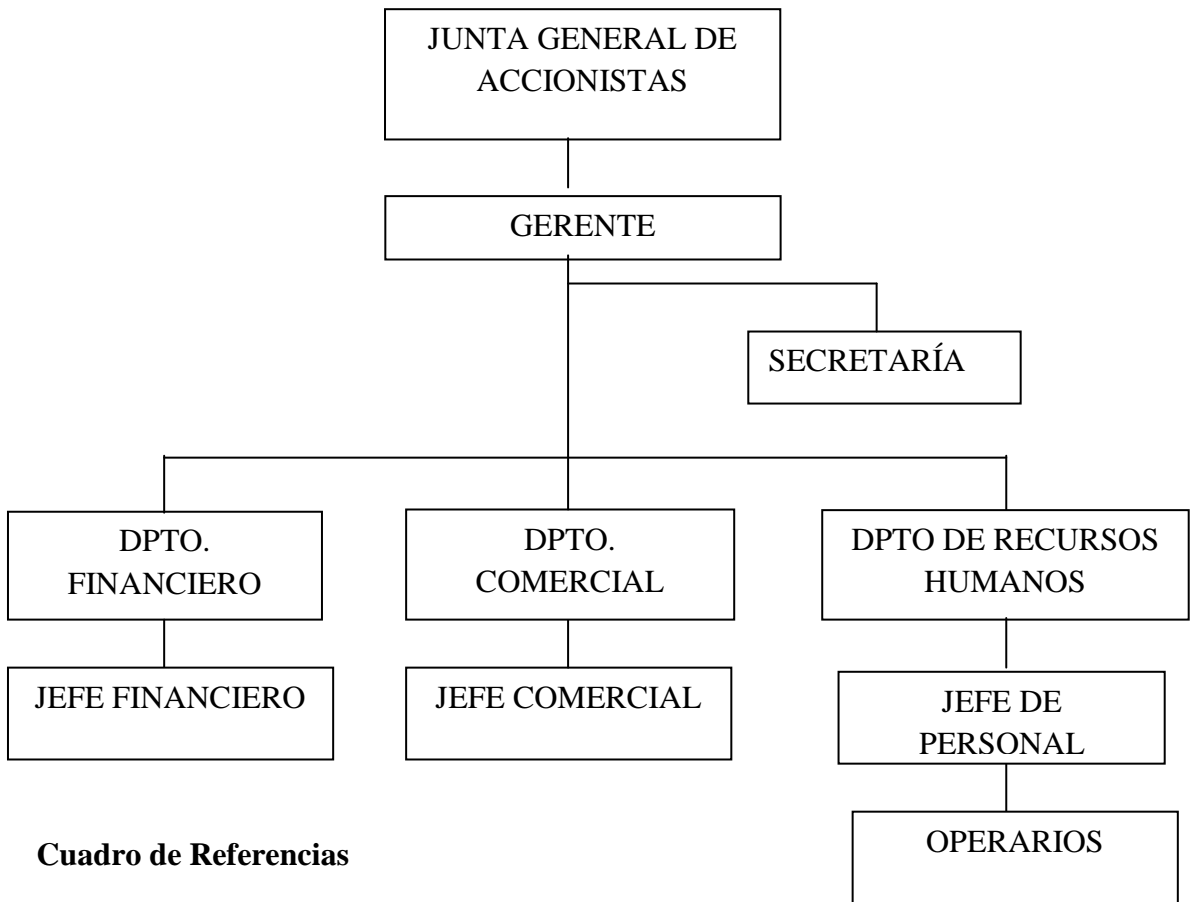 JUNTA GENERAL DE
ACCIONISTAS
GERENTE
SECRETARÍA
DPTO.
FINANCIERO
DPTO.
COMERCIAL
DPTO DE RECURSOS
HUMANOS
JEFE FINANCIERO
JEFE COMERCIAL
JEFE DE
PERSONAL
OPERARIOS
Cuadro de Referencias